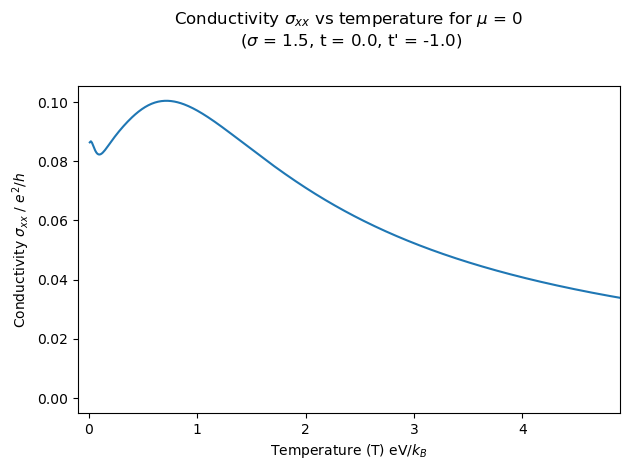 Conductivity σxx vs temperature for μ = 0
(σ = 1.5, t = 0.0, t' = -1.0)
0.10
0.08
0.06
0.04
0.02
0.00
Conductivity σxx / e²/h
0 1 2 3 4
Temperature (T) eV/kB